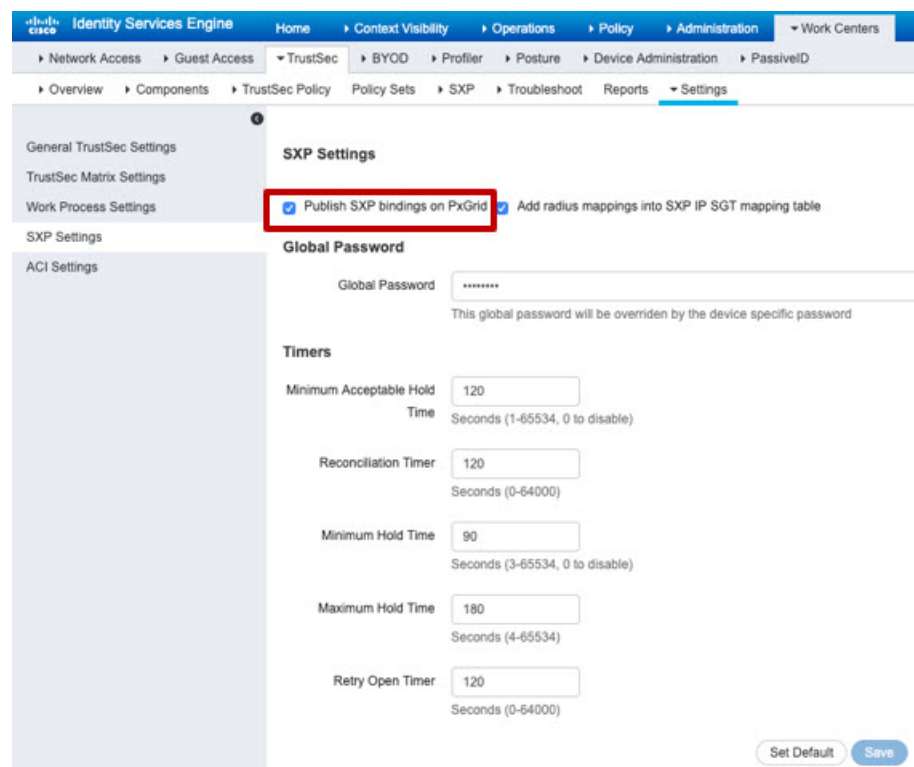 cisco Identity Services Engine Home Context Visibility Operations Policy Administration Work Centers
Network Access Guest Access TrustSec BYOD Profiler Posture Device Administration PassiveID
Overview Components TrustSec Policy Policy Sets SXP Troubleshoot Reports Settings
General TrustSec Settings
TrustSec Matrix Settings
Work Process Settings
SXP Settings
ACI Settings
SXP Settings
Publish SXP bindings on PxGrid Add radius mappings into SXP IP SGT mapping table
Global Password
Global Password ••••••••
This global password will be overriden by the device specific password
Timers
Minimum Acceptable Hold Time 120
Seconds (1-65534, 0 to disable)
Reconciliation Timer 120
Seconds (0-64000)
Minimum Hold Time 90
Seconds (3-65534, 0 to disable)
Maximum Hold Time 180
Seconds (4-65534)
Retry Open Timer 120
Seconds (0-64000)
Set Default Save